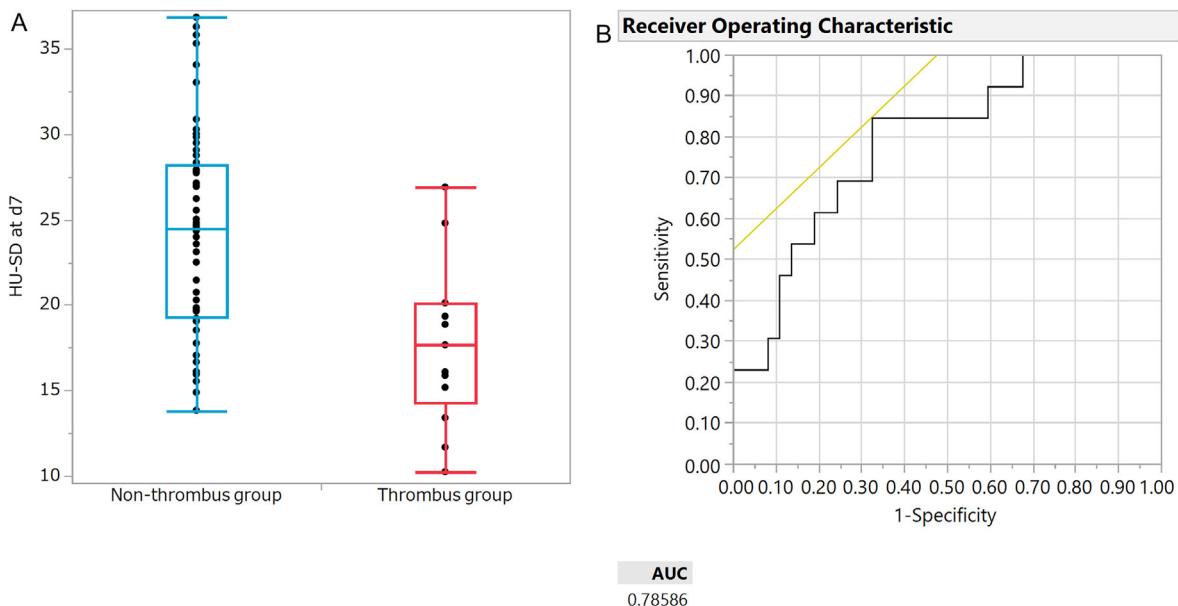 A
HU-SD at d7
35
30
25
20
15
10
Non-thrombus group
Thrombus group
B
Receiver Operating Characteristic
Sensitivity
1.00
0.90
0.80
0.70
0.60
0.50
0.40
0.30
0.20
0.10
0.00
0.00 0.10 0.20 0.30 0.40 0.50 0.60 0.70 0.80 0.90 1.00
1-Specificity
AUC
0.78586